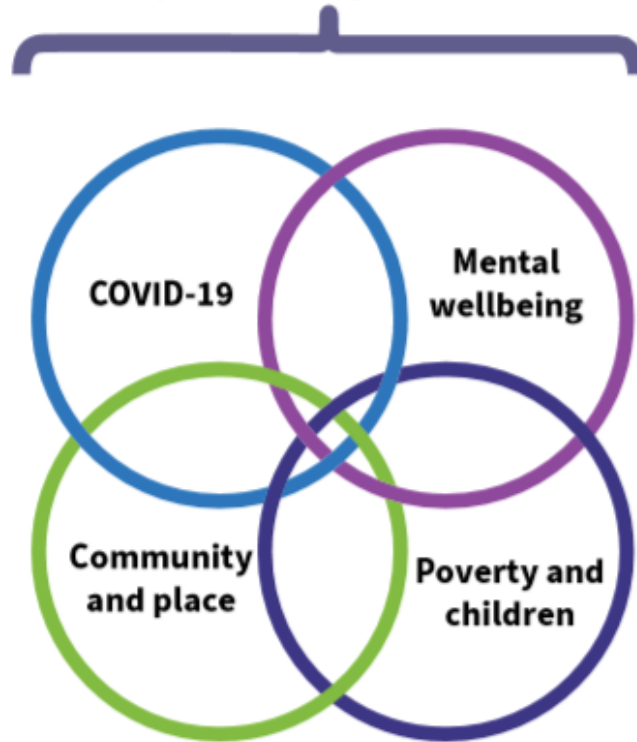 COVID-19
Mental
wellbeing
Community
and place
Poverty and
children